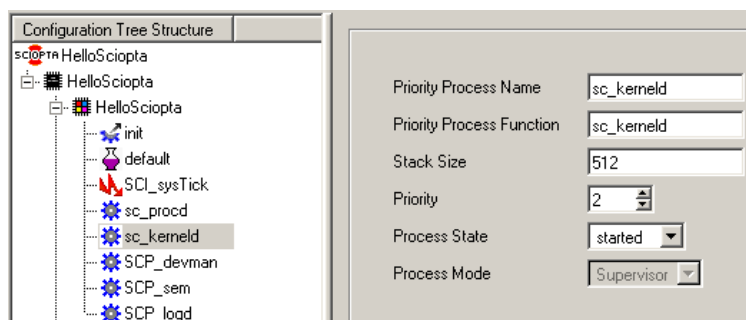 Configuration Tree Structure
SCIOPTA HelloSciopta
HelloSciopta
HelloSciopta
init
default
SCI_sysTick
sc_procd
sc_kerneld
SCP_devman
SCP_sem
SCP_logd
Priority Process Name sc_kerneld
Priority Process Function sc_kerneld
Stack Size 512
Priority 2
Process State started
Process Mode Supervisor